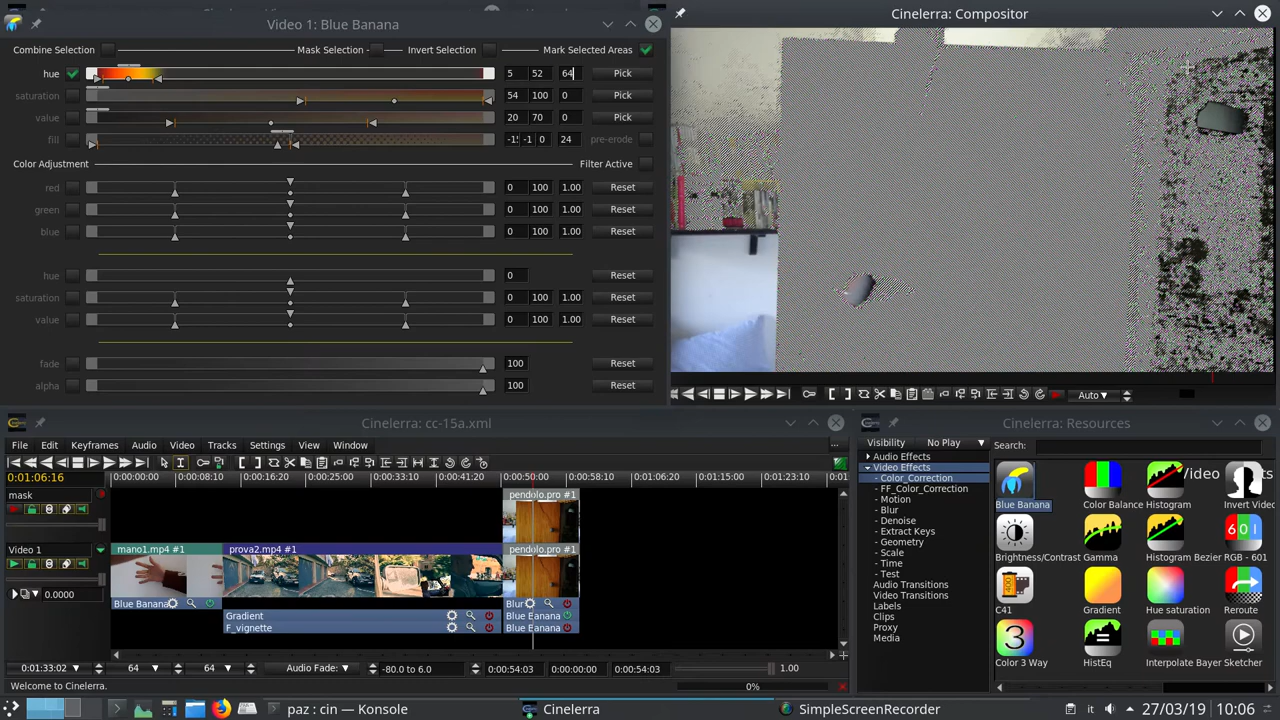 Video 1: Blue Banana
Combine Selection Mask Selection Invert Selection Mark Selected Areas
hue 5 52 64 Pick
saturation 54 100 0 Pick
value 20 70 0 Pick
fill -1 0 24 pre-erode
Color Adjustment Filter Active
red 0 100 1.00 Reset
green 0 100 1.00 Reset
blue 0 100 1.00 Reset
hue 0 Reset
saturation 0 100 1.00 Reset
value 0 100 1.00 Reset
fade 100 Reset
alpha 100 Reset
Cinelerra: Compositor
Auto
Cinelerra: cc-15a.xml
File Edit Keyframes Audio Video Tracks Settings View Window ...
0:01:06:16 0:00:00:00 0:00:08:10 0:00:16:21 0:00:25:07 0:00:33:17 0:00:42:03 0:00:50:00 0:00:58:10 0:01:06:20 0:01:15:00 0:01:23:10 0:01
mask
pendolo.pro #1
Video 1
mano1.mp4 #1 prova2.mp4 #1 pendolo.pro #1
0.0000
Blue Banana Blur
Gradient Blue Banana
F_vignette Blue Banana
0:01:33:02 64 64 Audio Fade: -80.0 to 6.0 0:00:54:03 0:00:00:00 0:00:54:03 1.00
Welcome to Cinelerra. 0%
Cinelerra: Resources
Visibility No Play Search:
Audio Effects
Video Effects
- Color_Correction
- FF_Color_Correction
- Motion
- Blur
- Denoise
- Extract Keys
- Geometry
- Scale
- Time
- Test
Audio Transitions
Video Transitions
Labels
Clips
Proxy
Media
Blue Banana Color Balance Histogram Invert Video
Brightness/Contrast Gamma Histogram Bezier RGB - 601
C41 Gradient Hue saturation Reroute
Color 3 Way HistEq Interpolate Bayer Sketcher
paz : cin — Konsole Cinelerra SimpleScreenRecorder it 27/03/19 10:06